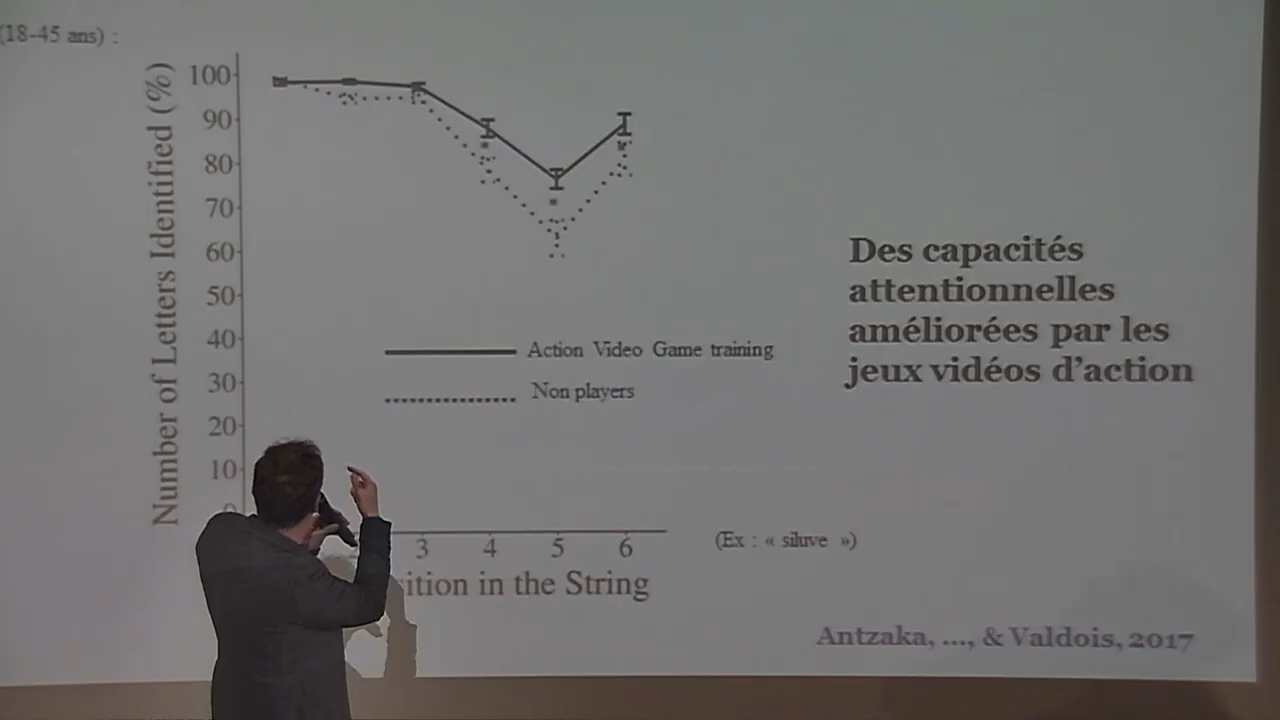 (18-45 ans) :
Number of Letters Identified (%)
100
90
80
70
60
50
40
30
20
10
0
Action Video Game training
Non players
3 4 5 6
ition in the String
(Ex : « siluve »)
Des capacités
attentionnelles
améliorées par les
jeux vidéos d'action
Antzaka, ..., & Valdois, 2017